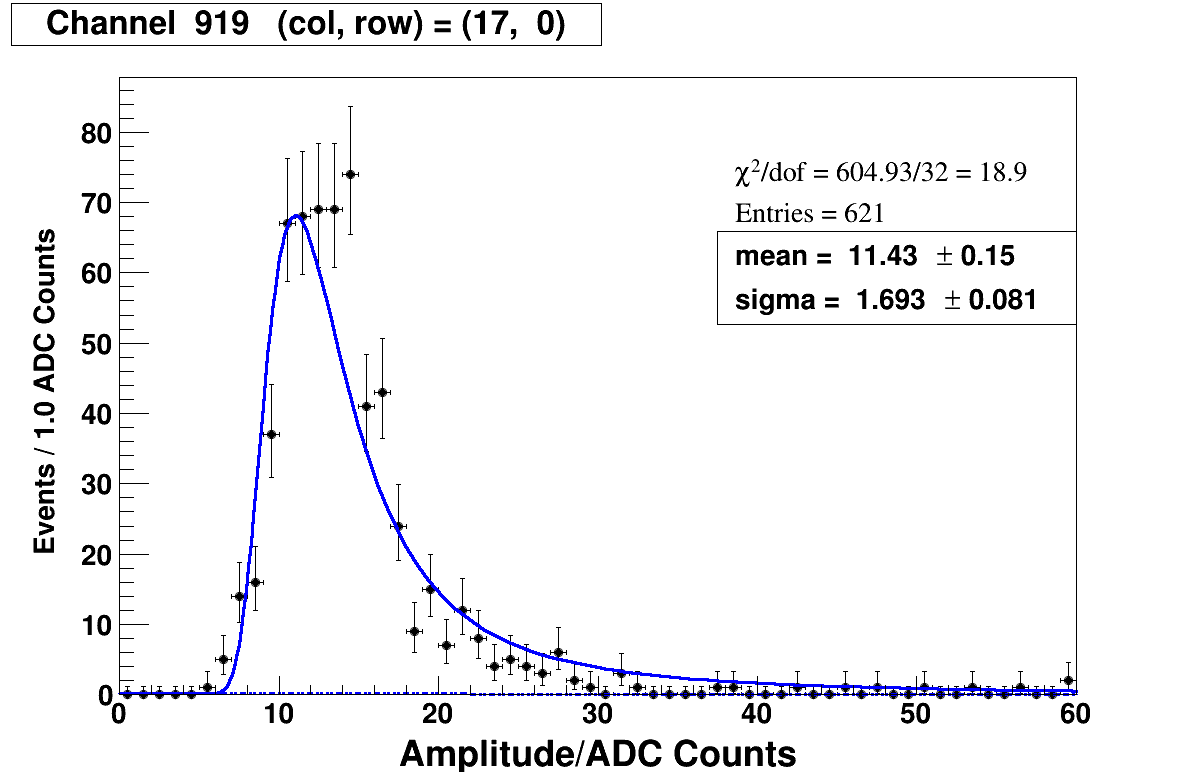 Channel 919 (col, row) = (17, 0)
χ²/dof = 604.93/32 = 18.9
Entries = 621
mean = 11.43 ± 0.15
sigma = 1.693 ± 0.081
Events / 1.0 ADC Counts
80
70
60
50
40
30
20
10
0
0 10 20 30 40 50 60
Amplitude/ADC Counts